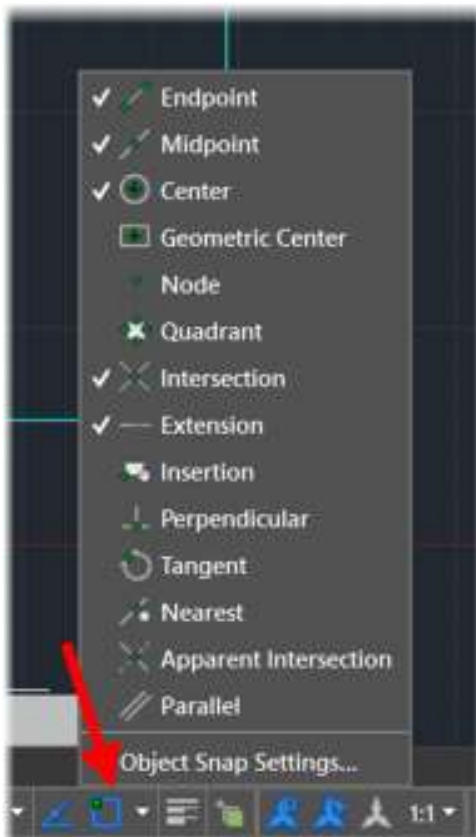 Endpoint
Midpoint
Center
Geometric Center
Node
Quadrant
Intersection
Extension
Insertion
Perpendicular
Tangent
Nearest
Apparent Intersection
Parallel
Object Snap Settings...
1:1